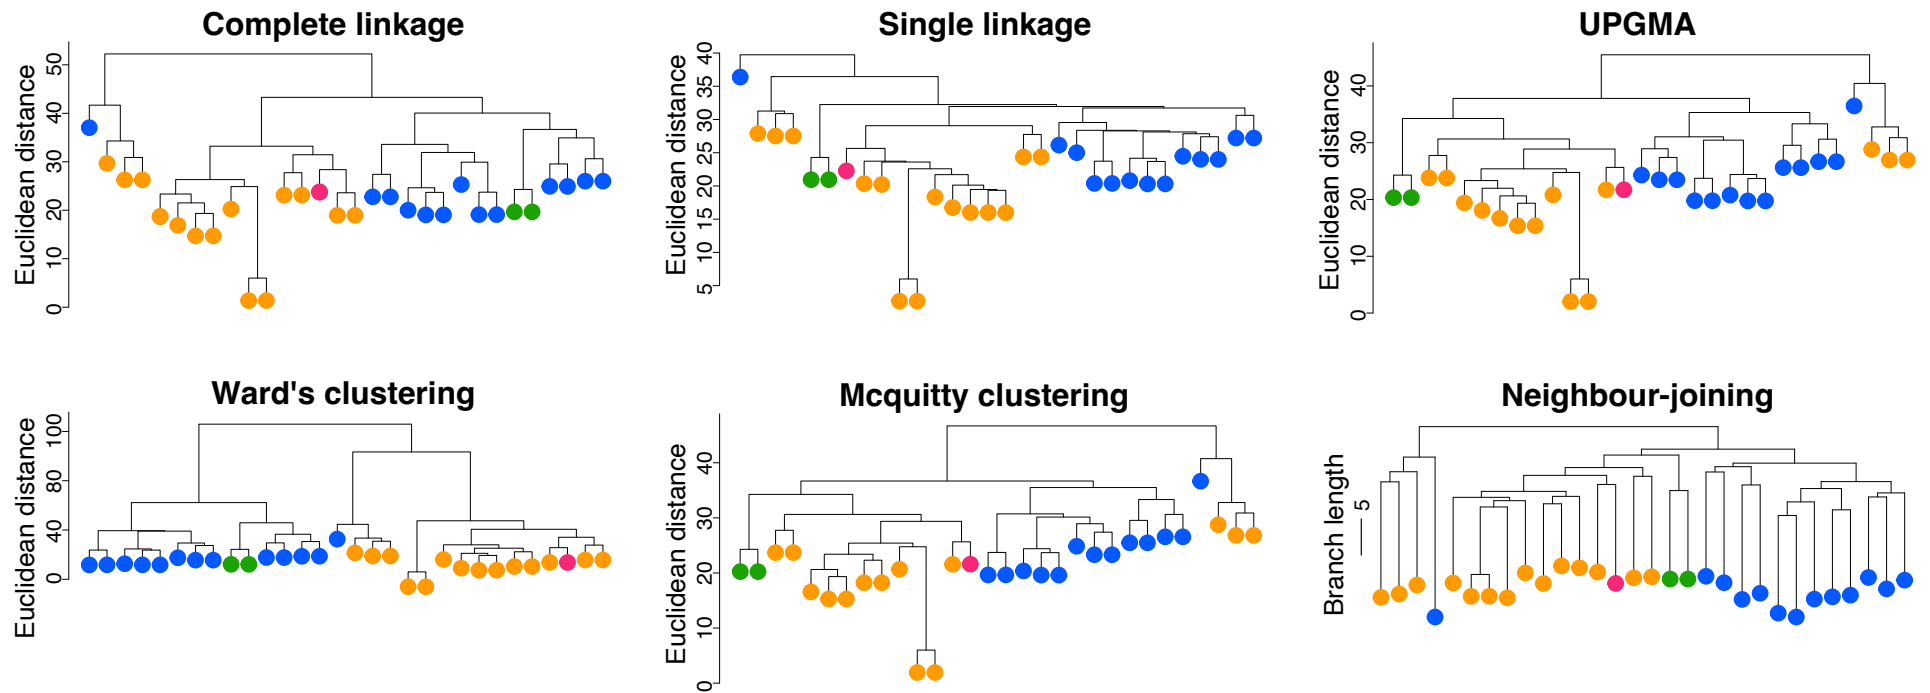 Complete linkage
Euclidean distance
0 10 20 30 40 50
Single linkage
Euclidean distance
5 10 15 20 25 30 35 40
UPGMA
Euclidean distance
0 10 20 30 40
Ward's clustering
Euclidean distance
0 40 80 100
Mcquitty clustering
Euclidean distance
0 10 20 30 40
Neighbour-joining
Branch length
5